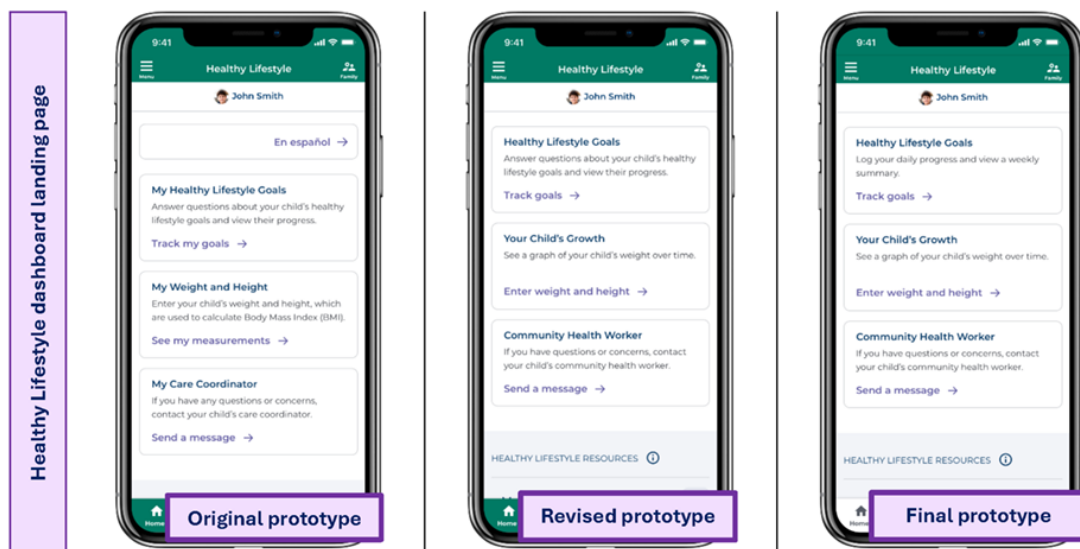 Healthy Lifestyle dashboard landing page
9:41
Healthy Lifestyle
Menu
Family
John Smith
En español →
My Healthy Lifestyle Goals
Answer questions about your child's healthy
lifestyle goals and view their progress.
Track my goals →
My Weight and Height
Enter your child's weight and height, which
are used to calculate Body Mass Index (BMI).
See my measurements →
My Care Coordinator
If you have any questions or concerns,
contact your child's care coordinator.
Send a message →
Home
Original prototype
9:41
Healthy Lifestyle
Menu
Family
John Smith
Healthy Lifestyle Goals
Answer questions about your child's healthy
lifestyle goals and view their progress.
Track goals →
Your Child's Growth
See a graph of your child's weight over time.
Enter weight and height →
Community Health Worker
If you have questions or concerns, contact
your child's community health worker.
Send a message →
HEALTHY LIFESTYLE RESOURCES
Home
Revised prototype
9:41
Healthy Lifestyle
Menu
Family
John Smith
Healthy Lifestyle Goals
Log your daily progress and view a weekly
summary.
Track goals →
Your Child's Growth
See a graph of your child's weight over time.
Enter weight and height →
Community Health Worker
If you have questions or concerns, contact
your child's community health worker.
Send a message →
HEALTHY LIFESTYLE RESOURCES
Home
Final prototype